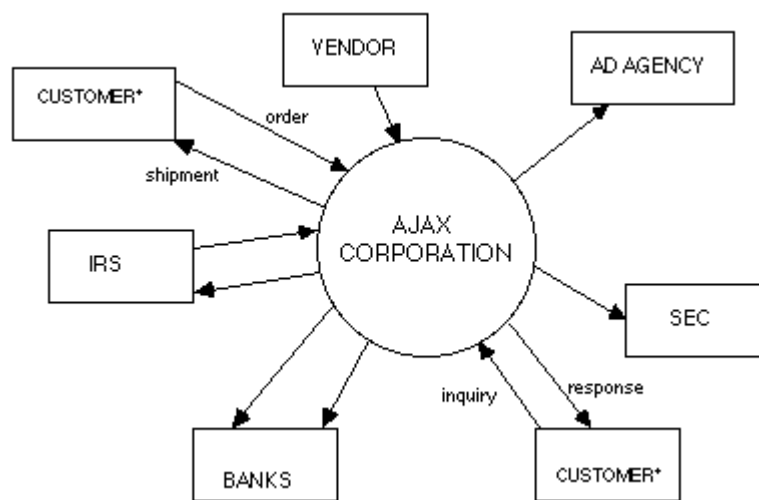 VENDOR
AD AGENCY
CUSTOMER*
order
shipment
AJAX
CORPORATION
IRS
SEC
inquiry
response
BANKS
CUSTOMER*